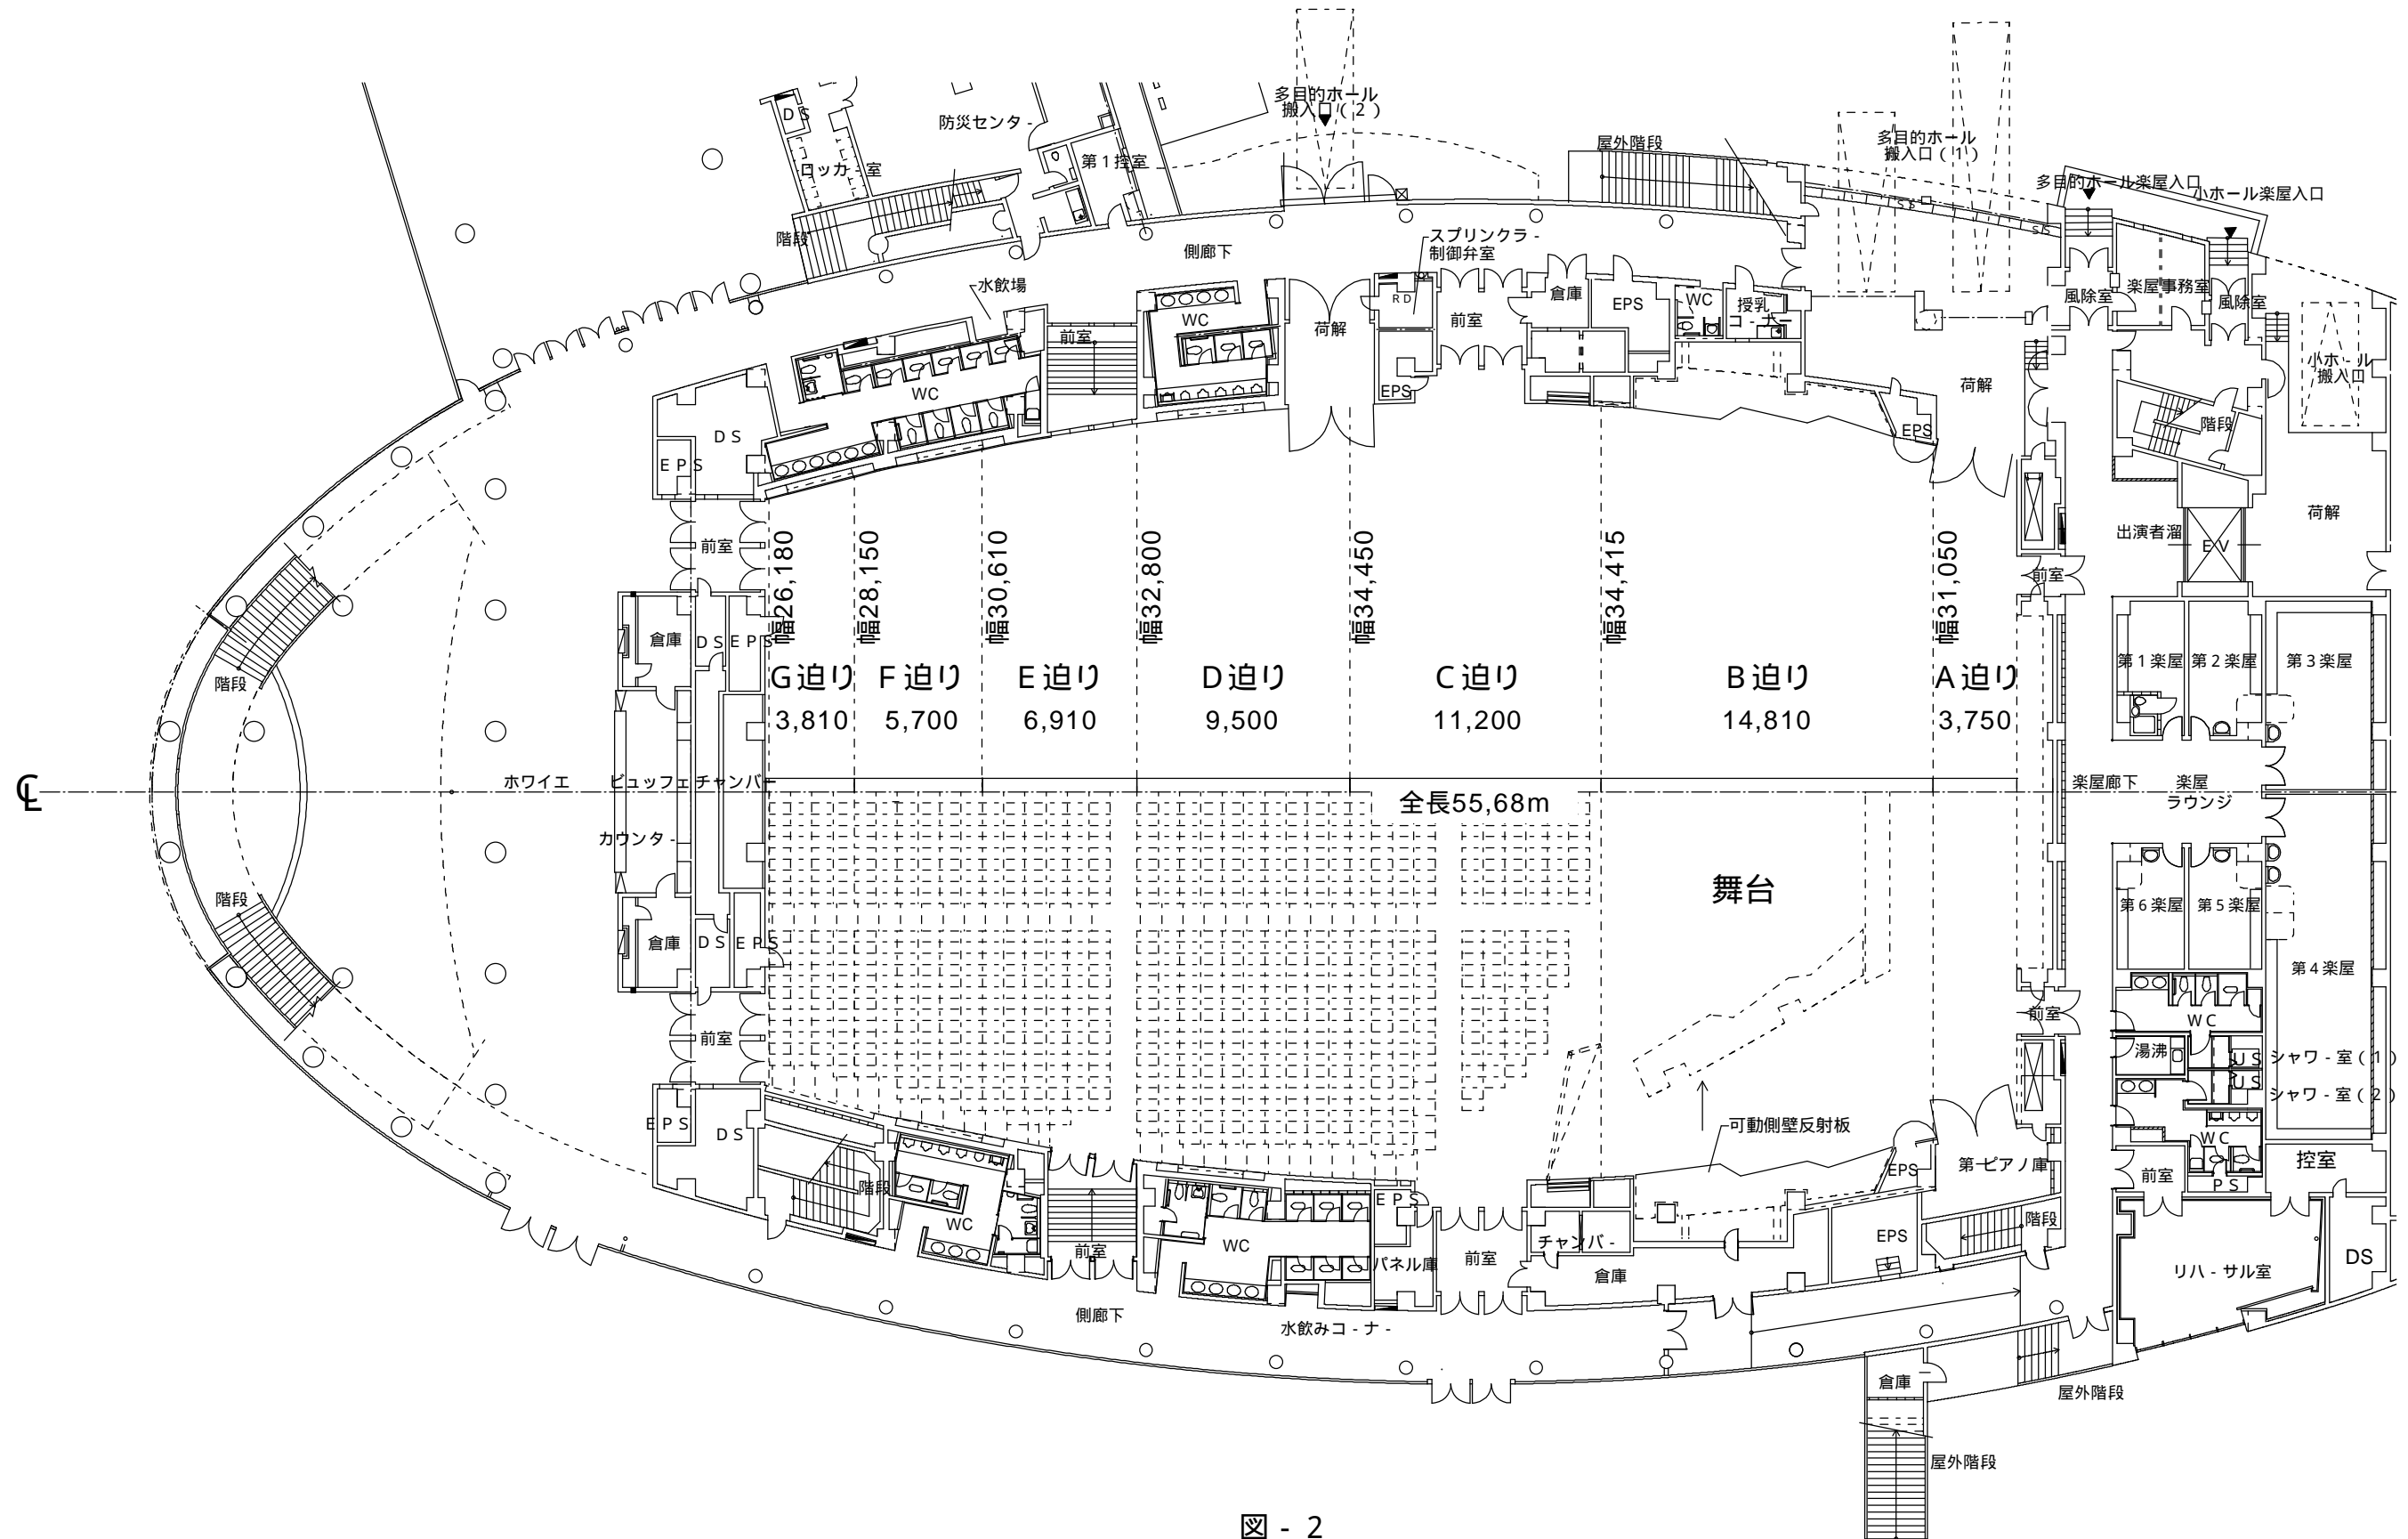 多目的ホール
搬入口(2)
多目的ホール
搬入口(1)
屋外階段
多目的ホール楽屋入口
小ホール楽屋入口
DS
防災センタ-
第1控室
ロッカ-室
階段
側廊下
スプリンクラ-
制御弁室
水飲場
SS
SS
風除室
楽屋事務室
風除室
RD
倉庫
EPS
WC
授乳
コ-ナー
前室
WC
荷解
前室
WC
EPS
荷解
EPS
小ホ-ル
搬入口
階段
DS
EPS
前室
出演者溜
EV
荷解
前室
幅26,180
幅28,150
幅30,610
幅32,800
幅34,450
幅34,415
幅31,050
倉庫
DS
EPS
階段
G迫り
F迫り
E迫り
D迫り
C迫り
B迫り
A迫り
3,810
5,700
6,910
9,500
11,200
14,810
3,750
第1楽屋
第2楽屋
第3楽屋
℄
ホワイエ
ビュッフェ
チャンバ-
全長55,68m
楽屋廊下
楽屋
ラウンジ
カウンタ-
舞台
階段
倉庫
DS
EPS
第6楽屋
第5楽屋
第4楽屋
前室
前室
WC
湯沸
US
シャワ-室(1)
US
シャワ-室(2)
EPS
DS
可動側壁反射板
階段
WC
前室
WC
EPS
パネル庫
前室
チャンバ-
倉庫
EPS
第一ピアノ庫
EPS
階段
WC
前室
PS
控室
リハ-サル室
DS
側廊下
水飲みコ-ナ-
倉庫
屋外階段
屋外階段
図-2